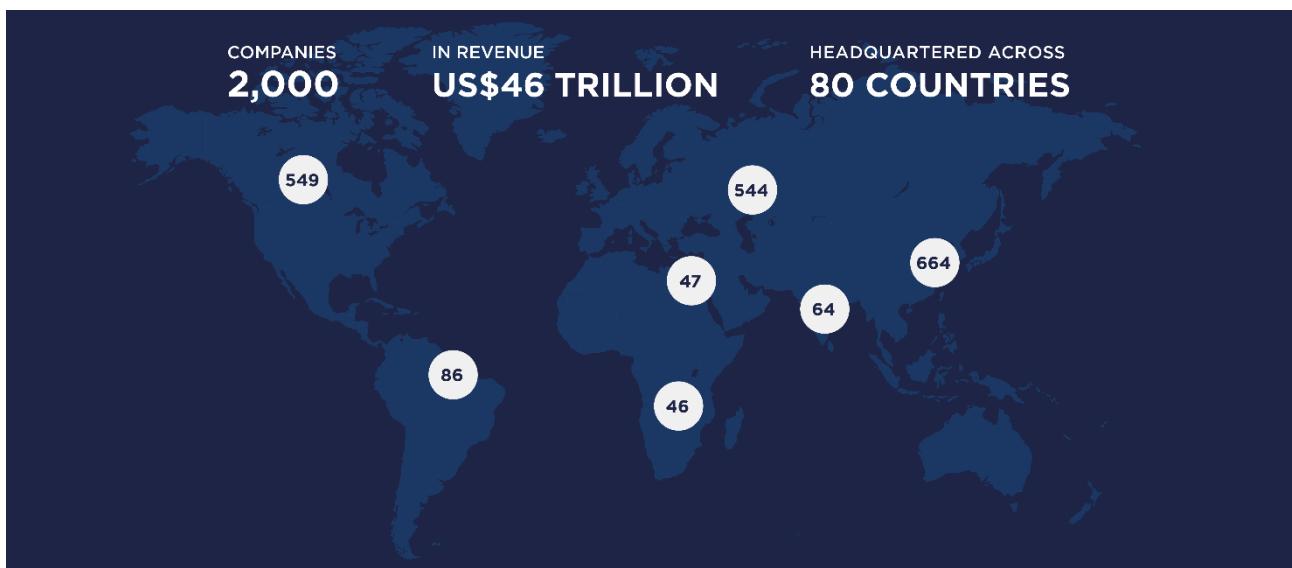 COMPANIES
2,000
IN REVENUE
US$46 TRILLION
HEADQUARTERED ACROSS
80 COUNTRIES
549
544
664
47
64
86
46